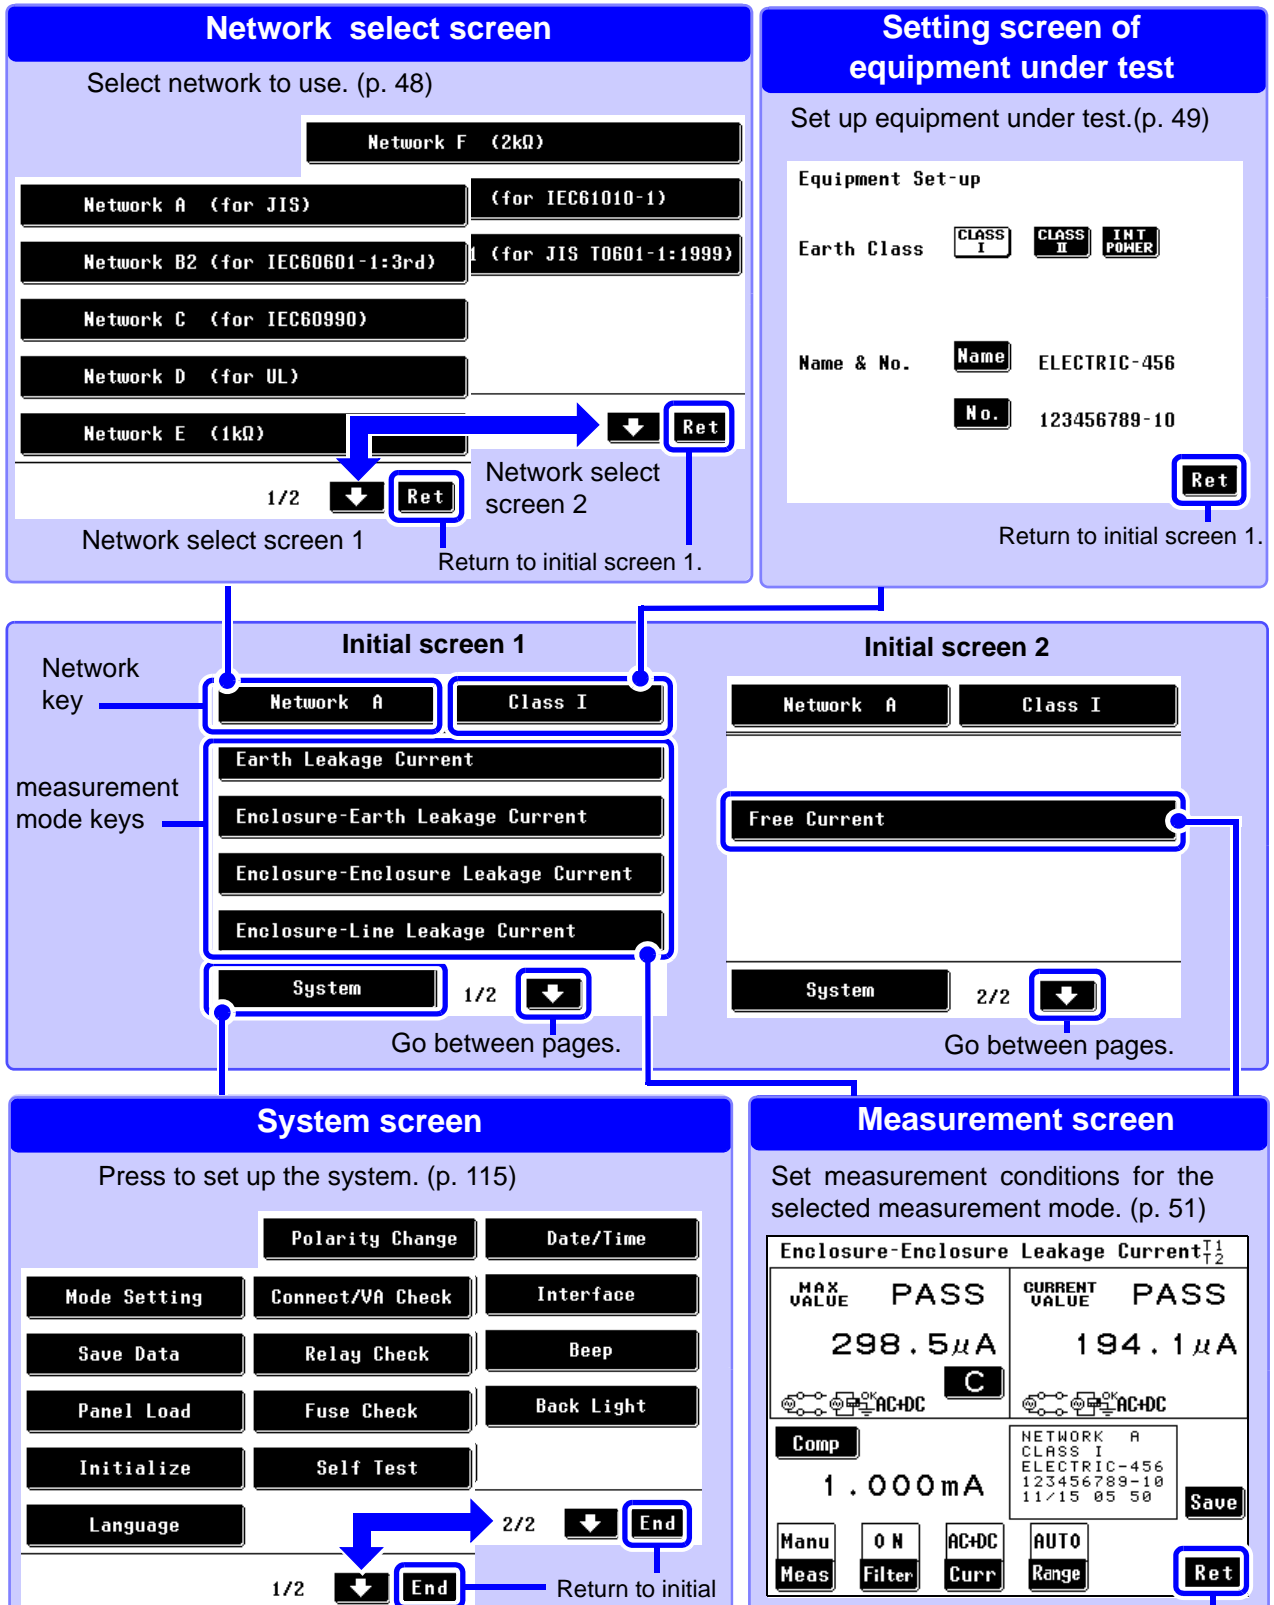 Network select screen
Select network to use. (p. 48)
Network F (2kΩ)
(for IEC61010-1)
1 (for JIS T0601-1:1999)
Network A (for JIS)
Network B2 (for IEC60601-1:3rd)
Network C (for IEC60990)
Network D (for UL)
Network E (1kΩ)
Ret
1/2 Ret
Network select
screen 2
Network select screen 1
Return to initial screen 1.
Setting screen of
equipment under test
Set up equipment under test.(p. 49)
Equipment Set-up
Earth Class CLASS I CLASS II INT POWER
Name & No. Name ELECTRIC-456
No. 123456789-10
Ret
Return to initial screen 1.
Initial screen 1
Network
key
Network A Class I
measurement
mode keys
Earth Leakage Current
Enclosure-Earth Leakage Current
Enclosure-Enclosure Leakage Current
Enclosure-Line Leakage Current
System 1/2
Go between pages.
Initial screen 2
Network A Class I
Free Current
System 2/2
Go between pages.
System screen
Press to set up the system. (p. 115)
Polarity Change Date/Time
Mode Setting Connect/VA Check Interface
Save Data Relay Check Beep
Panel Load Fuse Check Back Light
Initialize Self Test
Language
2/2 End
1/2 End
Return to initial
Measurement screen
Set measurement conditions for the
selected measurement mode. (p. 51)
Enclosure-Enclosure Leakage Current T1 T2
MAX VALUE PASS CURRENT VALUE PASS
298.5μA 194.1μA
C
OK AC+DC OK AC+DC
Comp
1.000mA
NETWORK A
CLASS I
ELECTRIC-456
123456789-10
11/15 05 50
Save
Manu ON AC+DC AUTO
Meas Filter Curr Range Ret